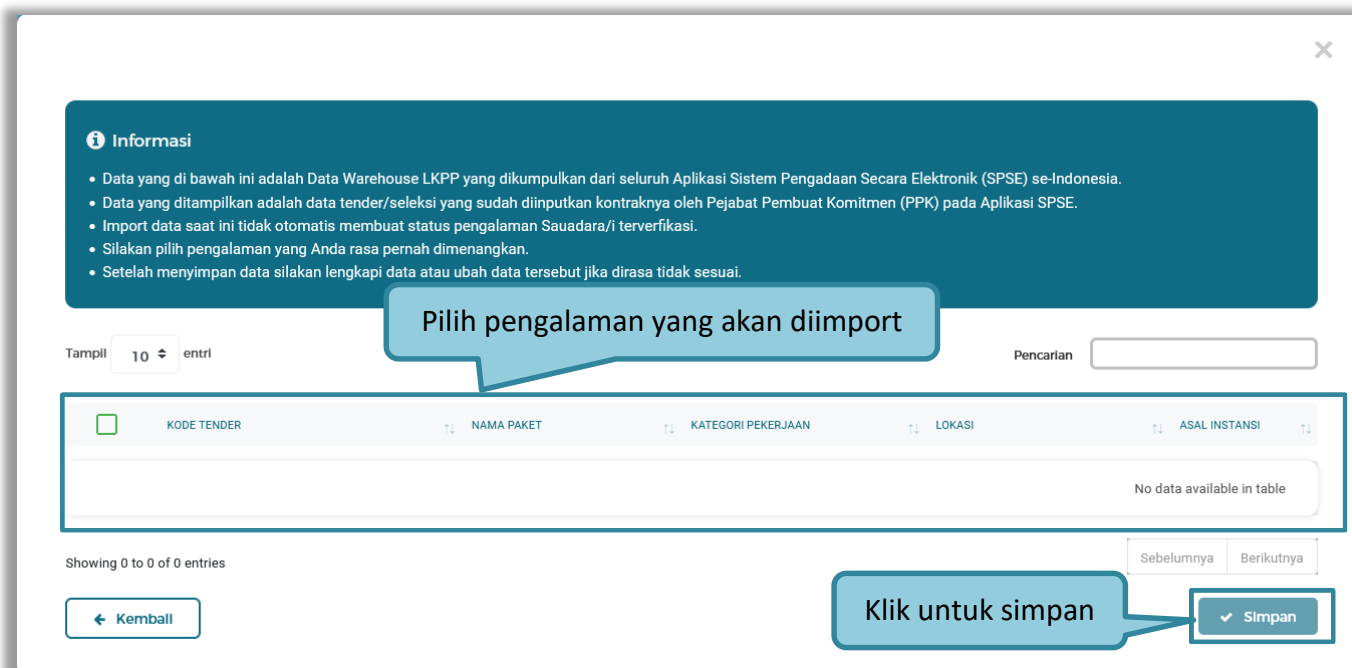 ×
Informasi
• Data yang di bawah ini adalah Data Warehouse LKPP yang dikumpulkan dari seluruh Aplikasi Sistem Pengadaan Secara Elektronik (SPSE) se-Indonesia.
• Data yang ditampilkan adalah data tender/seleksi yang sudah diinputkan kontraknya oleh Pejabat Pembuat Komitmen (PPK) pada Aplikasi SPSE.
• Import data saat ini tidak otomatis membuat status pengalaman Sauadara/i terverfikasi.
• Silakan pilih pengalaman yang Anda rasa pernah dimenangkan.
• Setelah menyimpan data silakan lengkapi data atau ubah data tersebut jika dirasa tidak sesuai.
Pilih pengalaman yang akan diimport
Tampil 10 entri
Pencarian
KODE TENDER NAMA PAKET KATEGORI PEKERJAAN LOKASI ASAL INSTANSI
No data available in table
Showing 0 to 0 of 0 entries
Sebelumnya Berikutnya
Klik untuk simpan
Kembali
Simpan